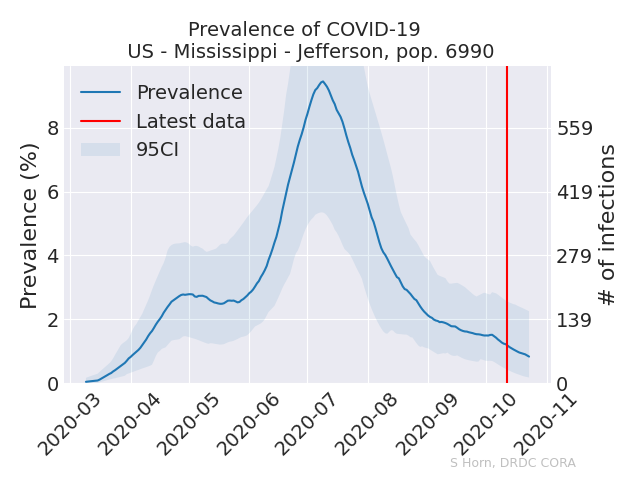 Prevalence of COVID-19
US - Mississippi - Jefferson, pop. 6990
Prevalence
Latest data
95CI
Prevalence (%)
8
6
4
2
0
559
419
279
139
0
# of infections
2020-03
2020-04
2020-05
2020-06
2020-07
2020-08
2020-09
2020-10
2020-11
S Horn, DRDC CORA